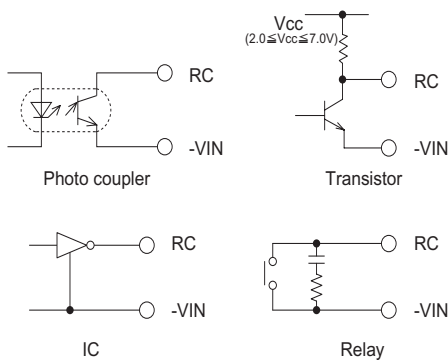 Vcc
(2.0≦Vcc≦7.0V)
RC
RC
-VIN
-VIN
Photo coupler
Transistor
RC
RC
-VIN
-VIN
IC
Relay